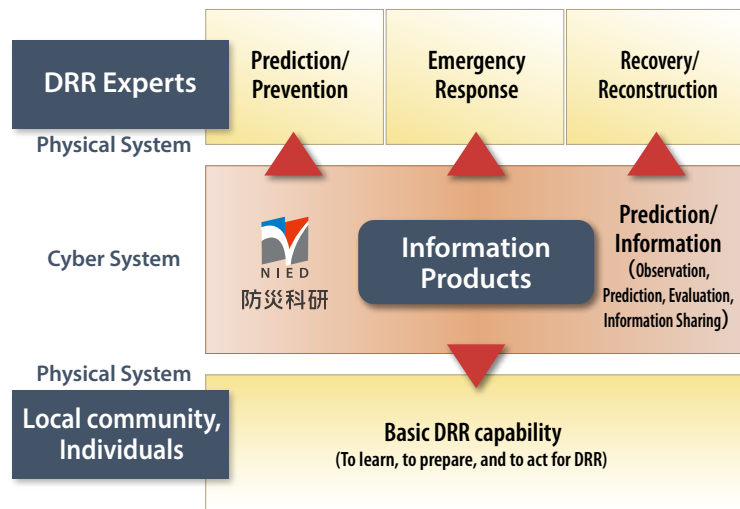 DRR Experts
Prediction/
Prevention
Emergency
Response
Recovery/
Reconstruction
Physical System
Cyber System
NIED
防災科研
Information
Products
Prediction/
Information
(Observation,
Prediction, Evaluation,
Information Sharing)
Physical System
Local community,
Individuals
Basic DRR capability
(To learn, to prepare, and to act for DRR)